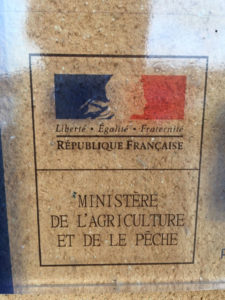 Liberté • Égalité • Fraternité
RÉPUBLIQUE FRANÇAISE
MINISTÈRE
DE L'AGRICULTURE
ET DE LE PÊCHE